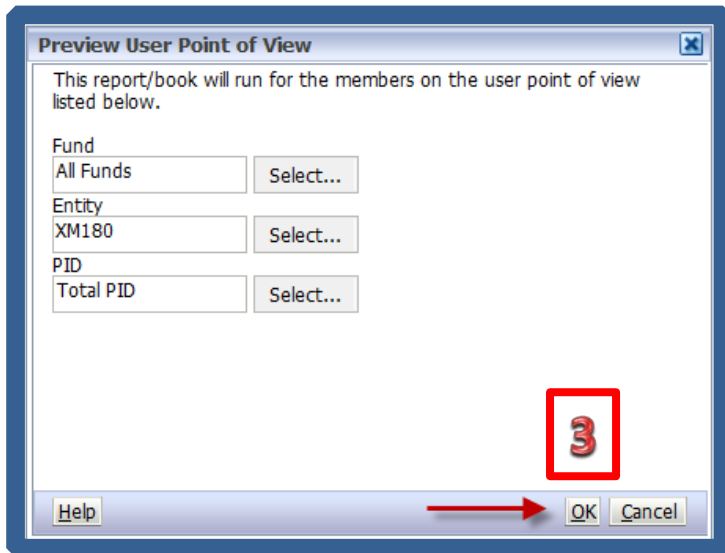 Preview User Point of View
This report/book will run for the members on the user point of view
listed below.
Fund
All Funds Select...
Entity
XM180 Select...
PID
Total PID Select...
3
Help OK Cancel